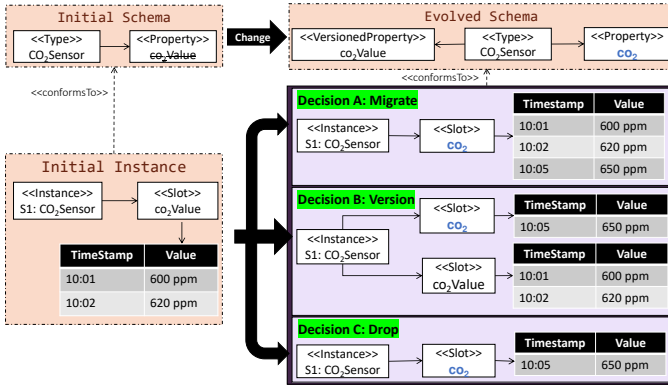 Initial Schema
<<Type>>
CO₂Sensor
<<Property>>
co₂Value
Change
Evolved Schema
<<VersionedProperty>>
co₂Value
<<Type>>
CO₂Sensor
<<Property>>
co₂
<<conformsTo>>
<<conformsTo>>
Initial Instance
<<Instance>>
S1: CO₂Sensor
<<Slot>>
co₂Value
TimeStamp Value
10:01 600 ppm
10:02 620 ppm
Decision A: Migrate
<<Instance>>
S1: CO₂Sensor
<<Slot>>
co₂
Timestamp Value
10:01 600 ppm
10:02 620 ppm
10:05 650 ppm
Decision B: Version
<<Instance>>
S1: CO₂Sensor
<<Slot>>
co₂
Timestamp Value
10:05 650 ppm
<<Slot>>
co₂Value
TimeStamp Value
10:01 600 ppm
10:02 620 ppm
Decision C: Drop
<<Instance>>
S1: CO₂Sensor
<<Slot>>
co₂
Timestamp Value
10:05 650 ppm